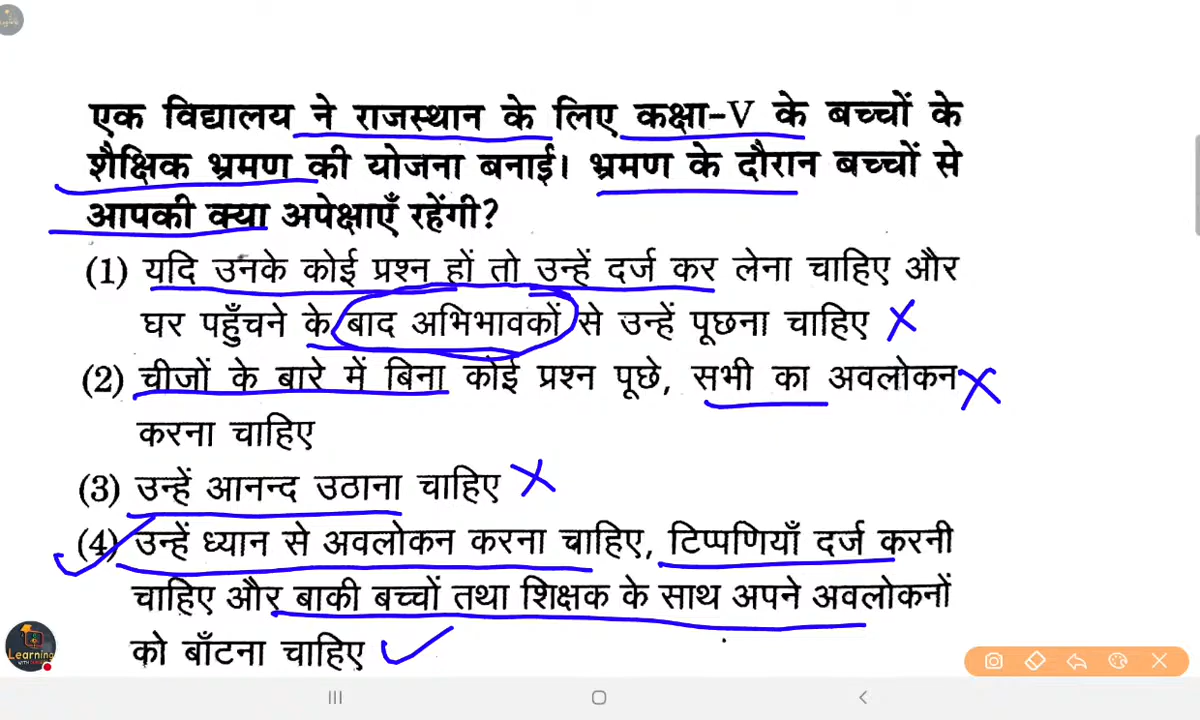 एक विद्यालय ने राजस्थान के लिए कक्षा-V के बच्चों के
शैक्षिक भ्रमण की योजना बनाई। भ्रमण के दौरान बच्चों से
आपकी क्या अपेक्षाएँ रहेंगी?
(1) यदि उनके कोई प्रश्न हों तो उन्हें दर्ज कर लेना चाहिए और
घर पहुँचने के बाद अभिभावकों से उन्हें पूछना चाहिए
(2) चीजों के बारे में बिना कोई प्रश्न पूछे, सभी का अवलोकन
करना चाहिए
(3) उन्हें आनन्द उठाना चाहिए
(4) उन्हें ध्यान से अवलोकन करना चाहिए, टिप्पणियाँ दर्ज करनी
चाहिए और बाकी बच्चों तथा शिक्षक के साथ अपने अवलोकनों
को बाँटना चाहिए
Learning